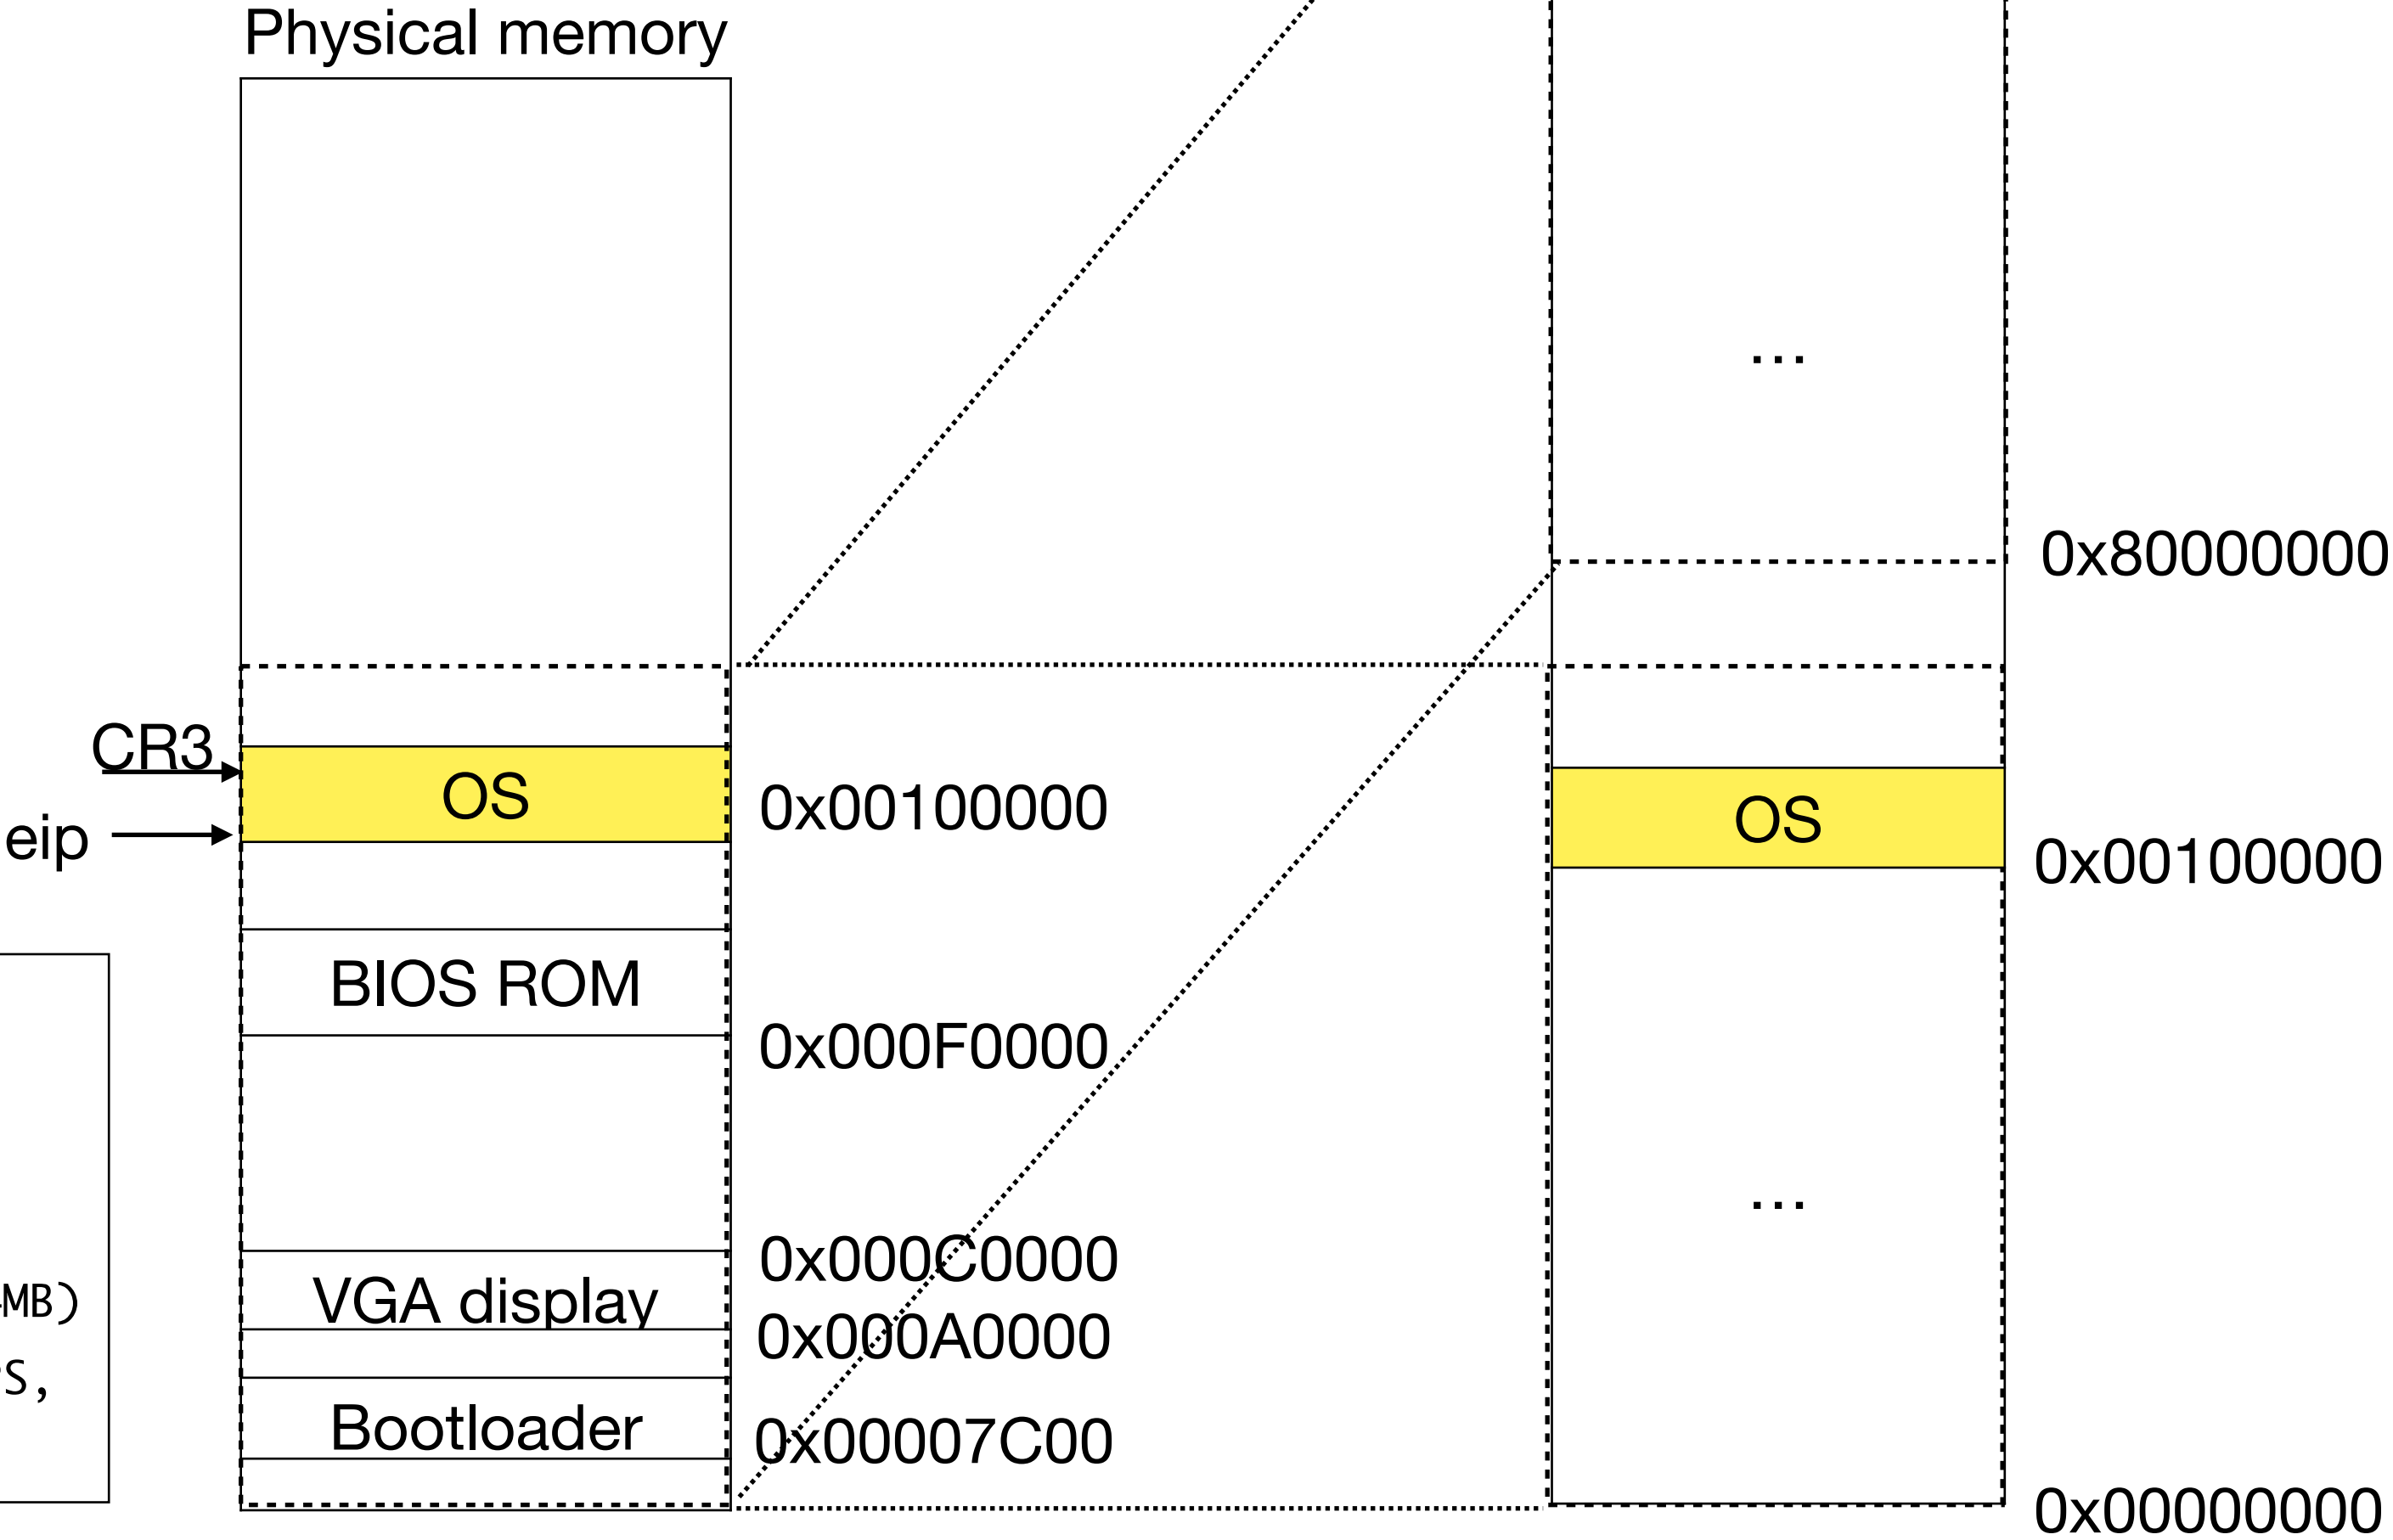 Physical memory
...
0x80000000
CR3
OS
0x00100000
OS
eip
0x00100000
BIOS ROM
0x000F0000
...
0x000C0000
VGA display
MB)
0x000A0000
s,
Bootloader
0x00007C00
0x00000000